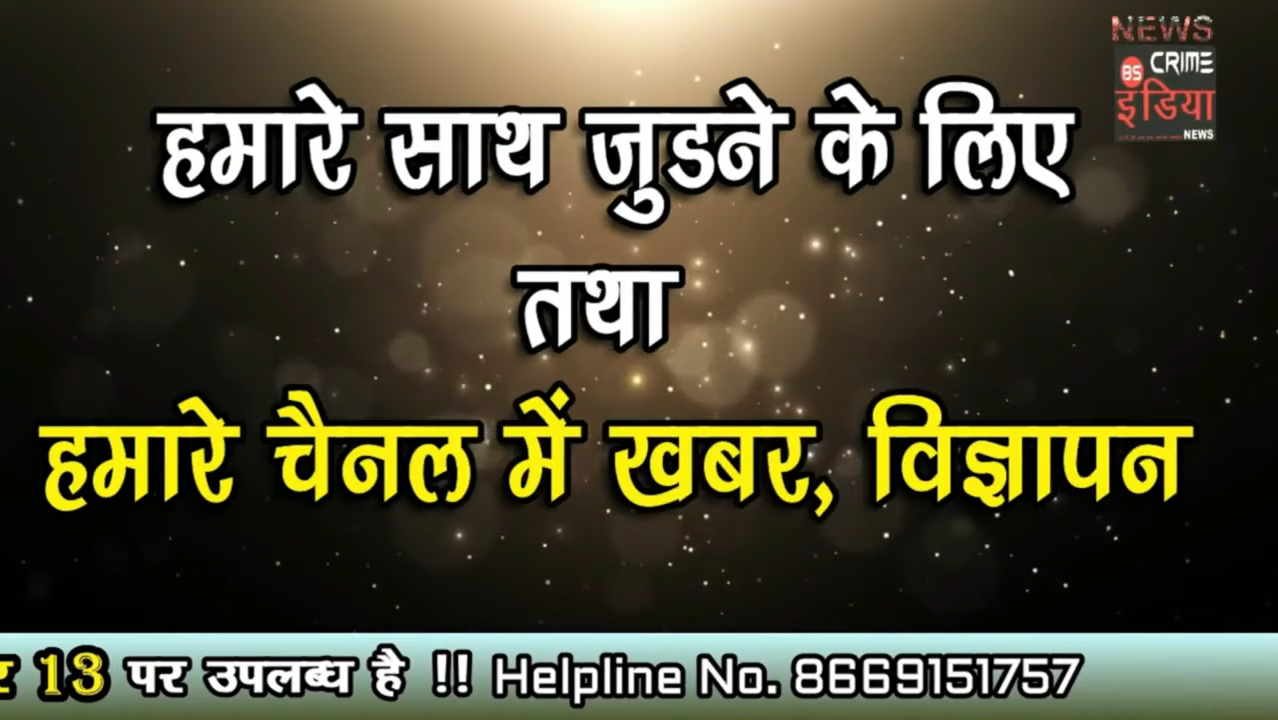 NEWS
BS CRIME
इंडिया
NEWS
हमारे साथ जुडने के लिए
तथा
हमारे चैनल में खबर, विज्ञापन
13 पर उपलब्ध है !! Helpline No. 8669151757